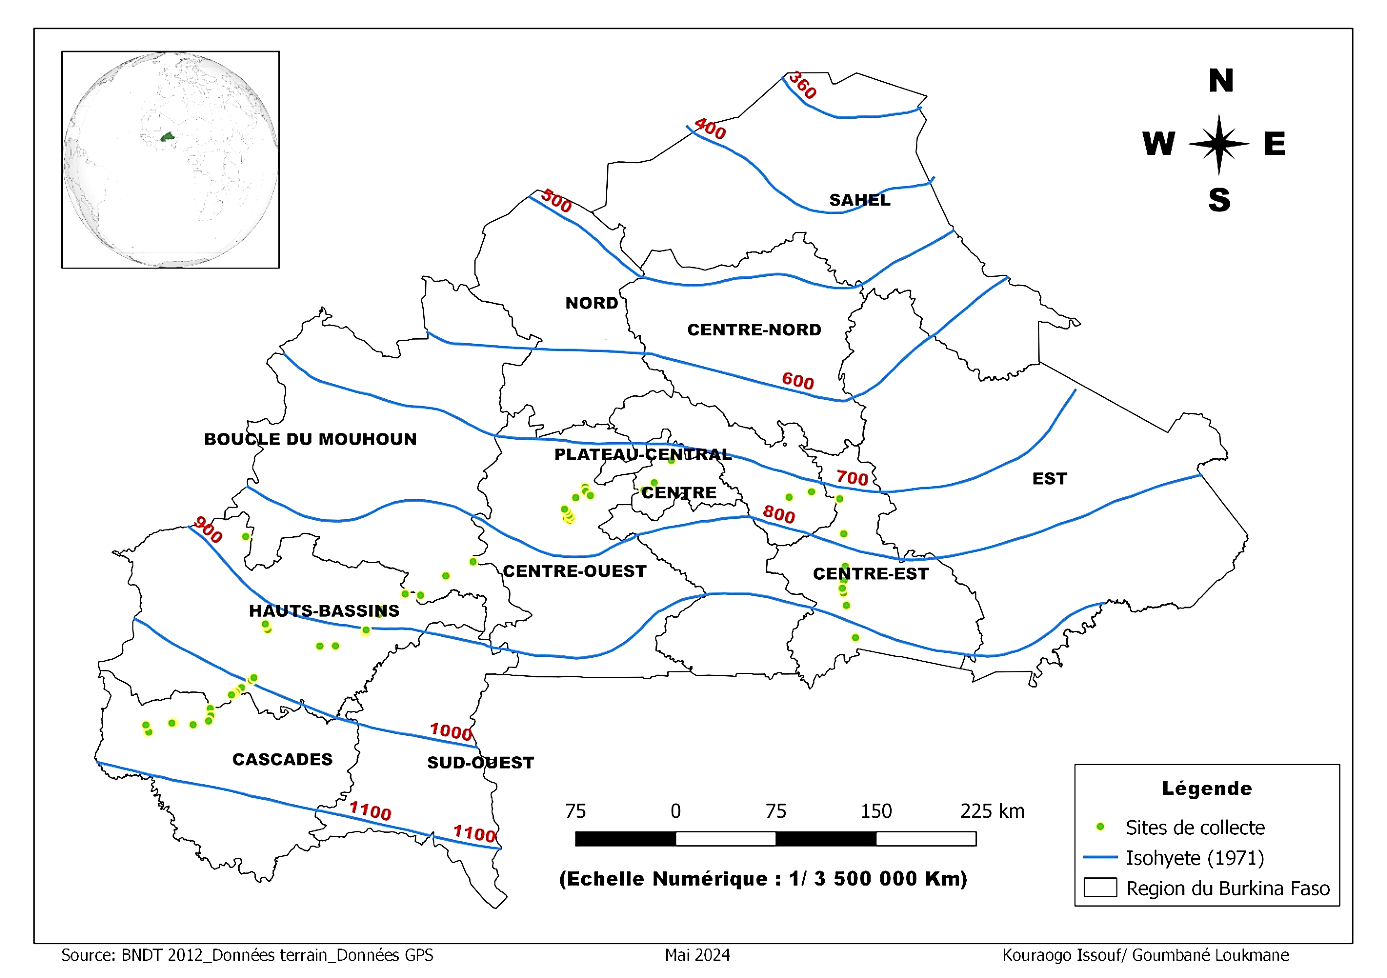 N
W E
S
360
400
SAHEL
500
NORD
CENTRE-NORD
600
BOUCLE DU MOUHOUN
PLATEAU-CENTRAL
700
EST
CENTRE
800
900
CENTRE-OUEST
CENTRE-EST
HAUTS-BASSINS
1000
CASCADES
SUD-OUEST
1100
1100
75 0 75 150 225 km
(Echelle Numérique : 1/ 3 500 000 Km)
Légende
Sites de collecte
Isohyete (1971)
Region du Burkina Faso
Source: BNDT 2012_Données terrain_Données GPS
Mai 2024
Kouraogo Issouf/ Goumbané Loukmane